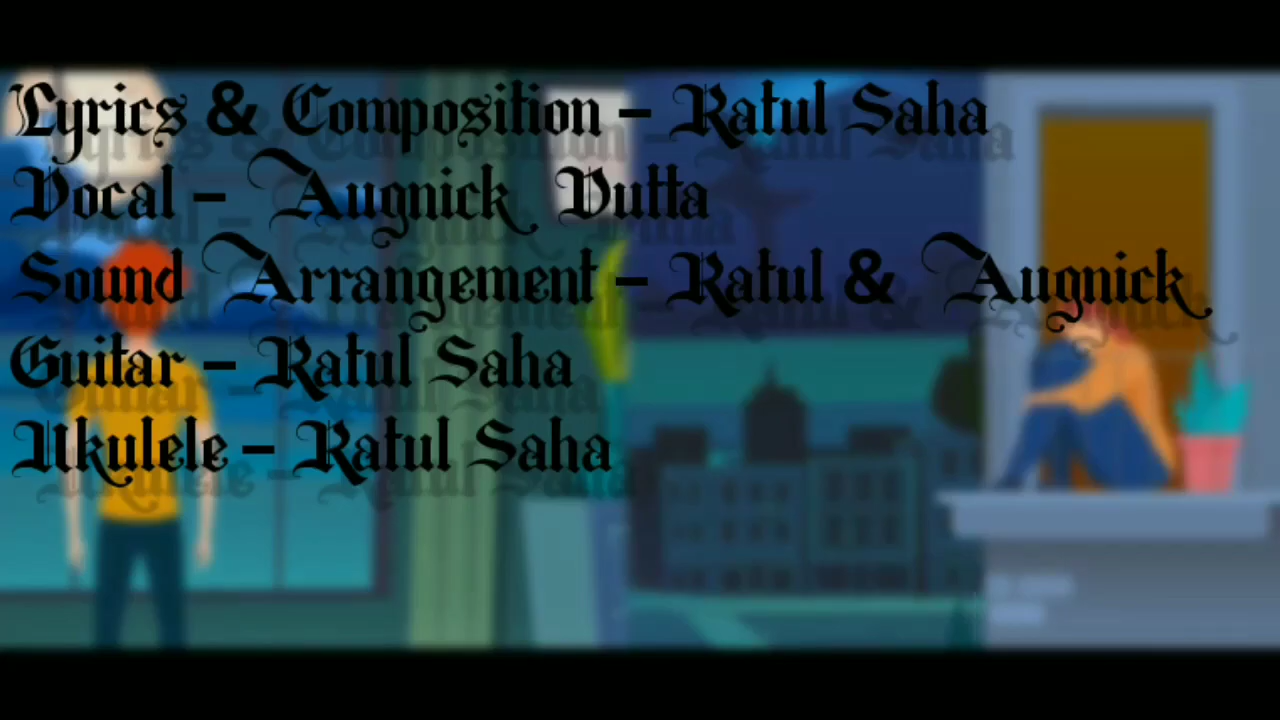 Lyrics & Composition - Ratul Saha
Vocal - Augnick Dutta
Sound Arrangement - Ratul & Augnick
Guitar - Ratul Saha
Ukulele - Ratul Saha